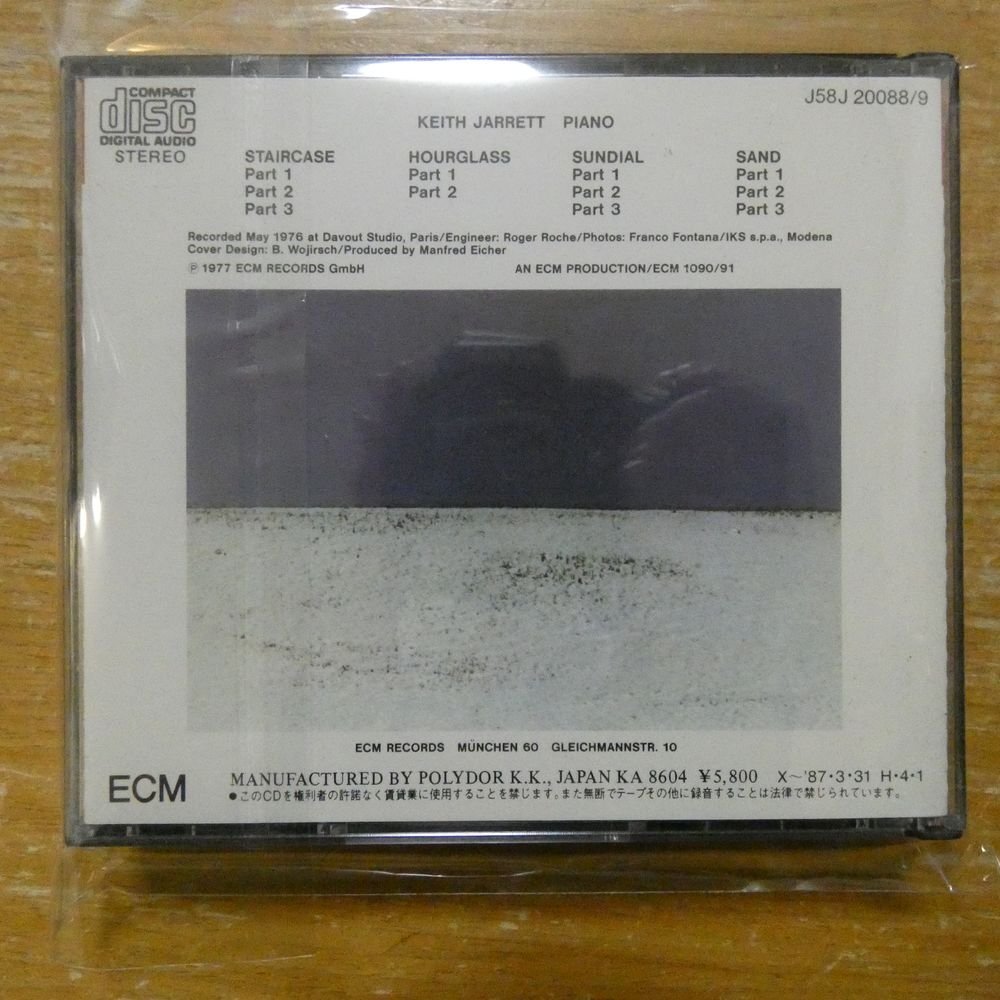 COMPACT
disc
DIGITAL AUDIO
STEREO
J58J 20088/9
KEITH JARRETT PIANO
STAIRCASE
Part 1
Part 2
Part 3
HOURGLASS
Part 1
Part 2
SUNDIAL
Part 1
Part 2
Part 3
SAND
Part 1
Part 2
Part 3
Recorded May 1976 at Davout Studio, Paris/Engineer: Roger Roche/Photos: Franco Fontana/IKS s.p.a., Modena
Cover Design: B. Wojirsch/Produced by Manfred Eicher
℗ 1977 ECM RECORDS GmbH AN ECM PRODUCTION/ECM 1090/91
ECM RECORDS MÜNCHEN 60 GLEICHMANNSTR. 10
ECM
MANUFACTURED BY POLYDOR K.K., JAPAN KA 8604 ¥5,800 X～'87・3・31 H・4・1
●このCDを権利者の許諾なく賃貸業に使用することを禁じます。また無断でテープその他に録音することは法律で禁じられています。